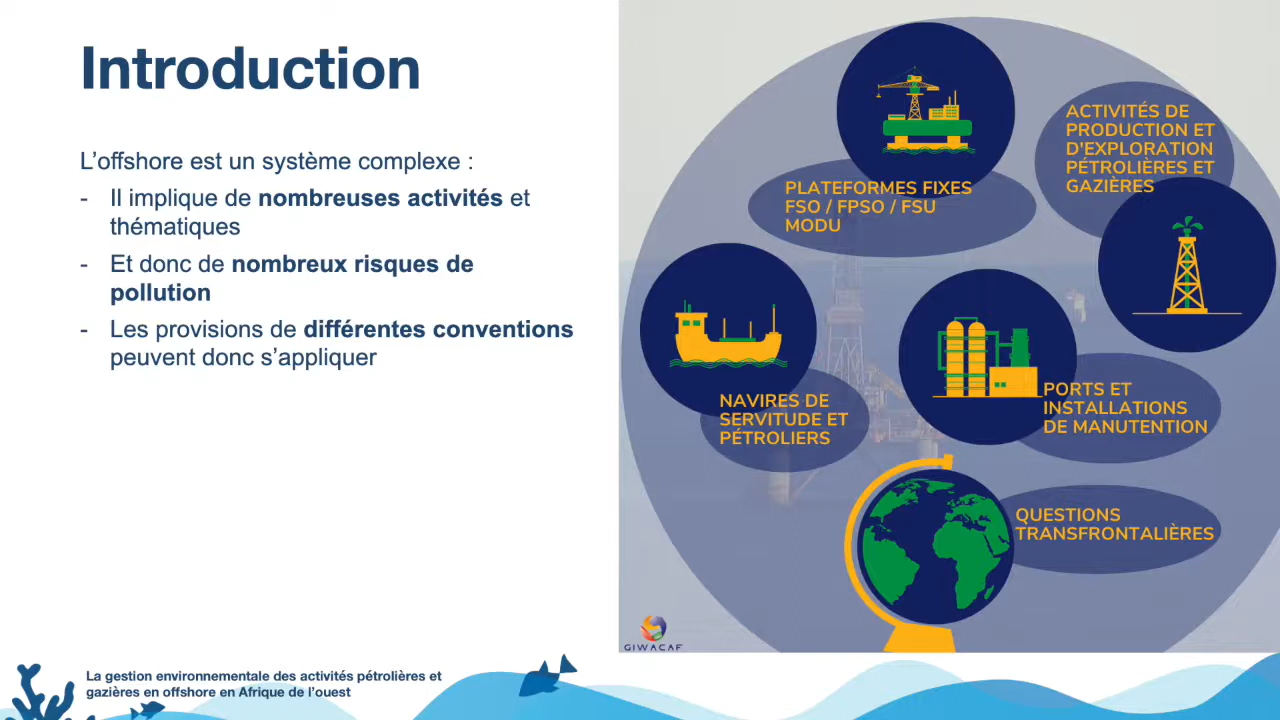 Introduction
L’offshore est un système complexe :
- Il implique de nombreuses activités et
thématiques
- Et donc de nombreux risques de
pollution
- Les provisions de différentes conventions
peuvent donc s’appliquer
PLATEFORMES FIXES
FSO / FPSO / FSU
MODU
ACTIVITÉS DE
PRODUCTION ET
D'EXPLORATION
PÉTROLIÈRES ET
GAZIÈRES
NAVIRES DE
SERVITUDE ET
PÉTROLIERS
PORTS ET
INSTALLATIONS
DE MANUTENTION
QUESTIONS
TRANSFRONTALIÈRES
GIWACAF
La gestion environnementale des activités pétrolières et
gazières en offshore en Afrique de l’ouest